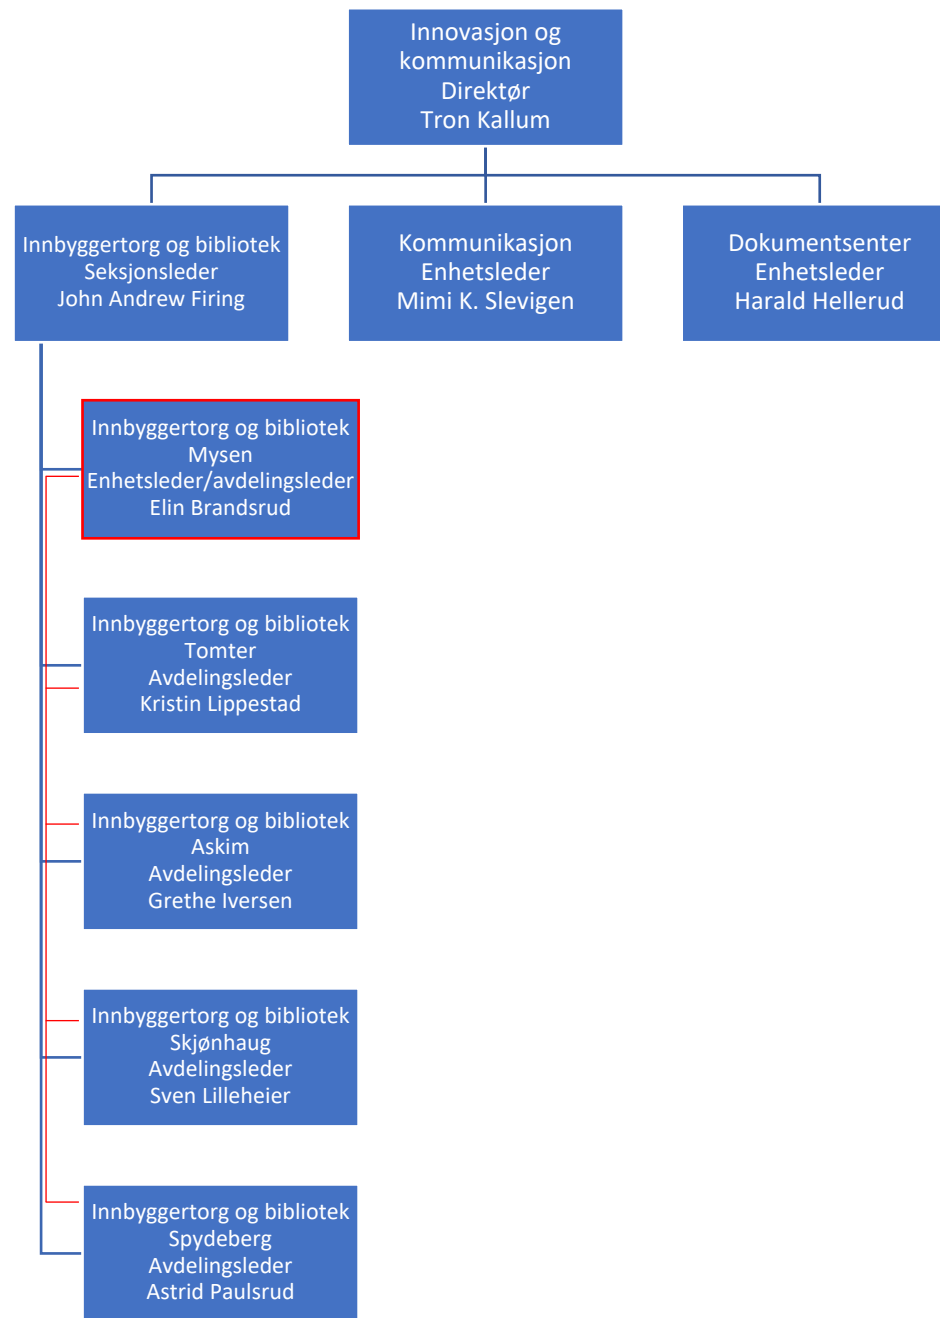 Innovasjon og
kommunikasjon
Direktør
Tron Kallum
Innbyggertorg og bibliotek
Seksjonsleder
John Andrew Firing
Kommunikasjon
Enhetsleder
Mimi K. Slevigen
Dokumentsenter
Enhetsleder
Harald Hellerud
Innbyggertorg og bibliotek
Mysen
Enhetsleder/avdelingsleder
Elin Brandsrud
Innbyggertorg og bibliotek
Tomter
Avdelingsleder
Kristin Lippestad
Innbyggertorg og bibliotek
Askim
Avdelingsleder
Grethe Iversen
Innbyggertorg og bibliotek
Skjønhaug
Avdelingsleder
Sven Lilleheier
Innbyggertorg og bibliotek
Spydeberg
Avdelingsleder
Astrid Paulsrud